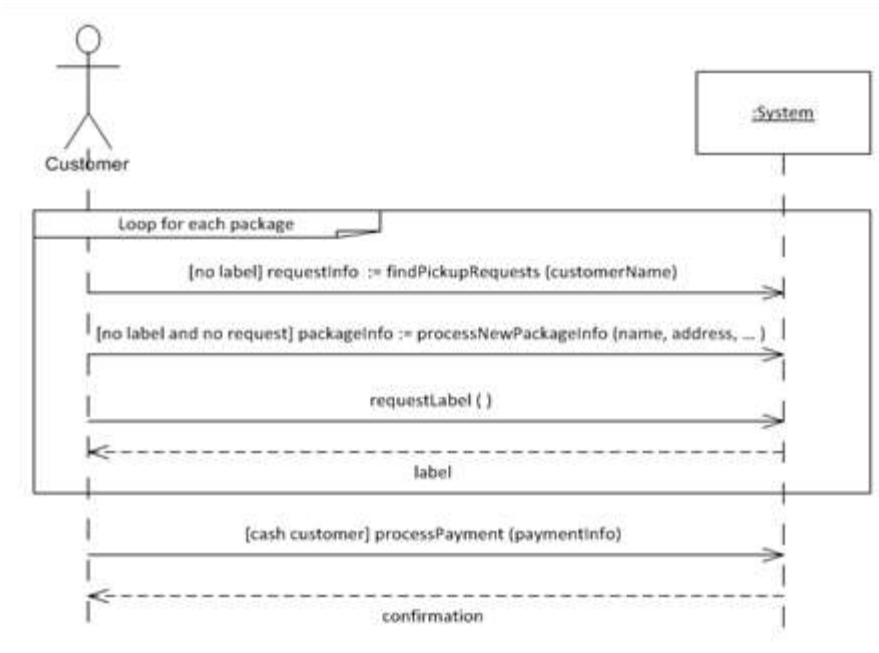 :System
Customer
Loop for each package
[no label] requestInfo := findPickupRequests (customerName)
[no label and no request] packageInfo := processNewPackageInfo (name, address, ... )
requestLabel ( )
label
[cash customer] processPayment (paymentInfo)
confirmation